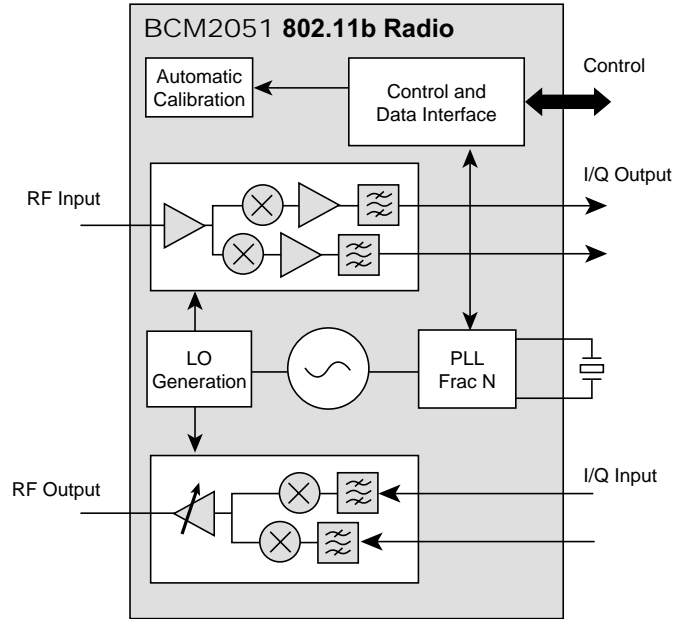 BCM2051 802.11b Radio
Automatic
Calibration
Control and
Data Interface
Control
RF Input
I/Q Output
LO
Generation
PLL
Frac N
RF Output
I/Q Input